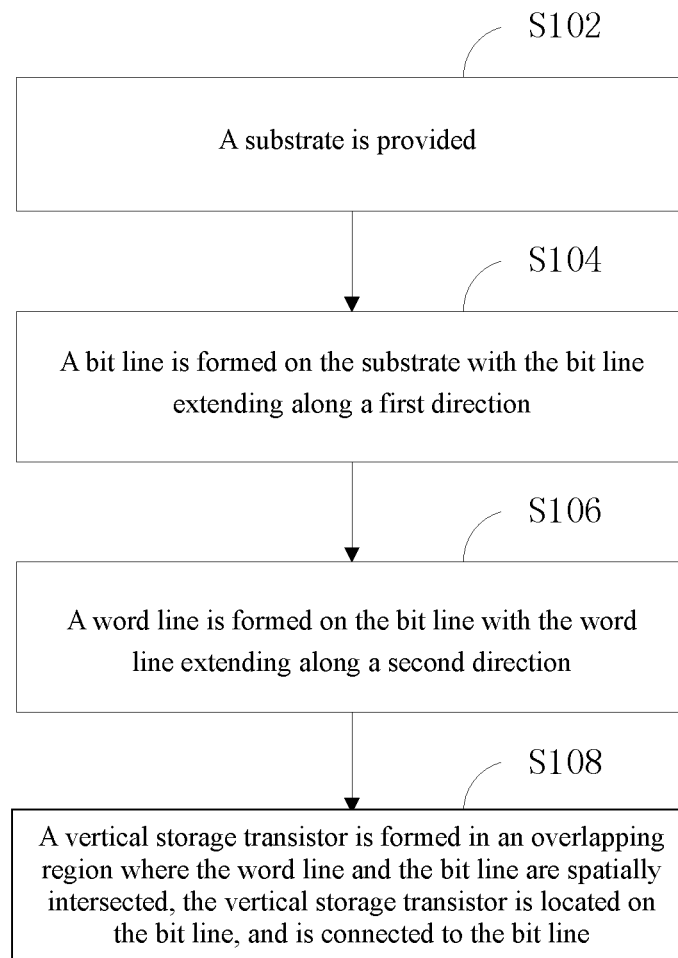 S102
A substrate is provided
S104
A bit line is formed on the substrate with the bit line
extending along a first direction
S106
A word line is formed on the bit line with the word
line extending along a second direction
S108
A vertical storage transistor is formed in an overlapping
region where the word line and the bit line are spatially
intersected, the vertical storage transistor is located on
the bit line, and is connected to the bit line